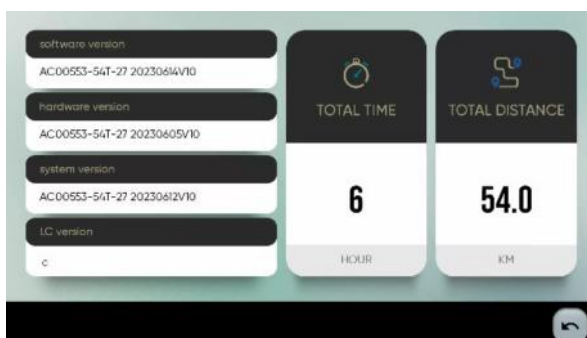 software version
AC00553-54T-27 20230614V10
hardware version
AC00553-54T-27 20230605V10
system version
AC00553-54T-27 20230612V10
LC version
c
TOTAL TIME
6
HOUR
TOTAL DISTANCE
54.0
KM